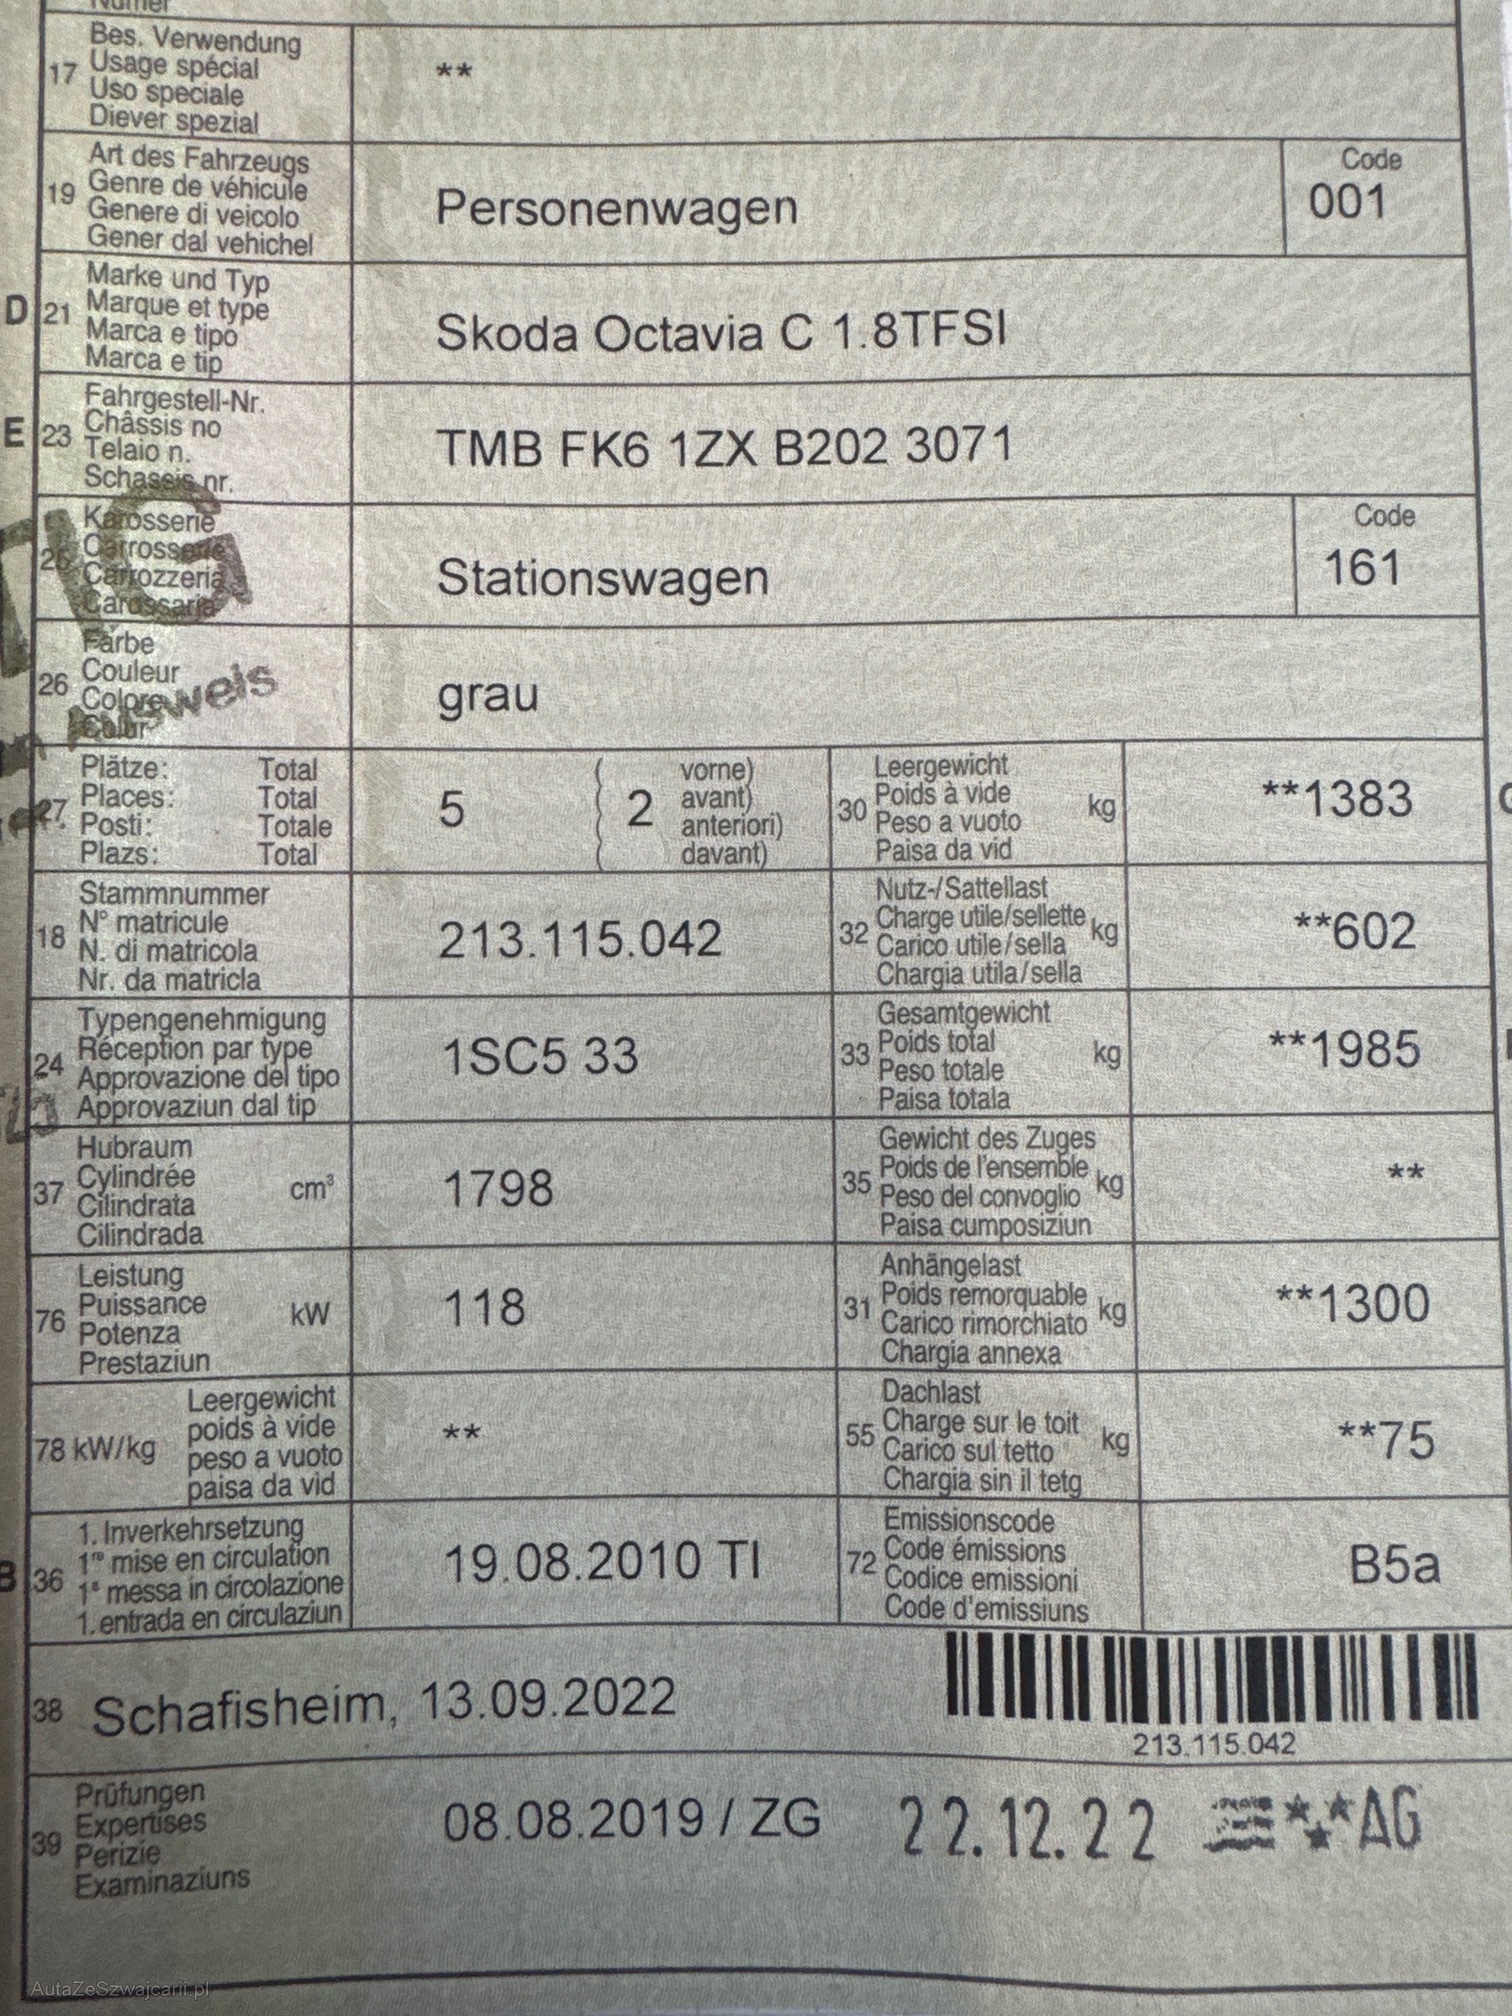 Numer
17 Bes. Verwendung
Usage spécial
Uso speciale
Diever spezial
**
19 Art des Fahrzeugs
Genre de véhicule
Genere di veicolo
Gener dal vehichel
Personenwagen
Code
001
D 21 Marke und Typ
Marque et type
Marca e tipo
Marca e tip
Skoda Octavia C 1.8TFSI
E 23 Fahrgestell-Nr.
Châssis no
Telaio n.
Schassis nr.
TMB FK6 1ZX B202 3071
25 Karosserie
Carrosserie
Carrozzeria
Carossaria
Stationswagen
Code
161
26 Farbe
Couleur
Colore
Colur
grau
Ausweis
27 Plätze: Total
Places: Total
Posti: Totale
Plazs: Total
5 ( 2 vorne)
avant)
anteriori)
davant)
30 Leergewicht
Poids à vide kg
Peso a vuoto
Paisa da vid
**1383
18 Stammnummer
N° matricule
N. di matricola
Nr. da matricla
213.115.042
32 Nutz-/Sattellast
Charge utile/sellette kg
Carico utile/sella
Chargia utila/sella
**602
24 Typengenehmigung
Réception par type
Approvazione del tipo
Approvaziun dal tip
1SC5 33
33 Gesamtgewicht
Poids total kg
Peso totale
Paisa totala
**1985
37 Hubraum
Cylindrée cm³
Cilindrata
Cilindrada
1798
35 Gewicht des Zuges
Poids de l'ensemble kg
Peso del convoglio
Paisa cumposiziun
**
76 Leistung
Puissance kW
Potenza
Prestaziun
118
31 Anhängelast
Poids remorquable kg
Carico rimorchiato
Chargia annexa
**1300
78 kW/kg Leergewicht
poids à vide
peso a vuoto
paisa da vid
**
55 Dachlast
Charge sur le toit kg
Carico sul tetto
Chargia sin il tetg
**75
B 36 1. Inverkehrsetzung
1re mise en circulation
1a messa in circolazione
1. entrada en circulaziun
19.08.2010 TI
72 Emissionscode
Code émissions
Codice emissioni
Code d'emissiuns
B5a
38 Schafisheim, 13.09.2022
213.115.042
39 Prüfungen
Expertises
Perizie
Examinaziuns
08.08.2019 / ZG 22.12.22 AG
AutaZeSzwajcarii.pl